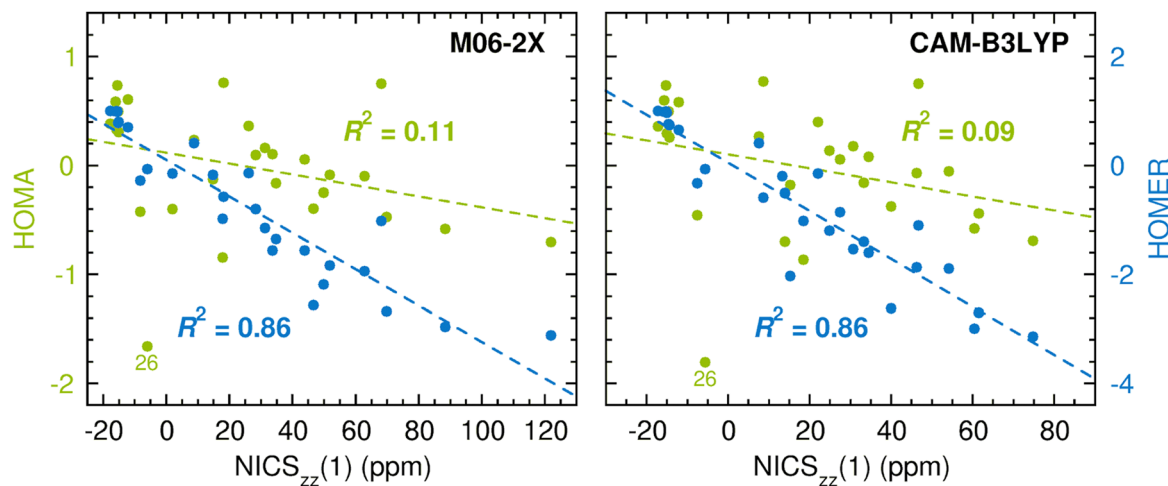 M06-2X
CAM-B3LYP
1
0
-1
-2
HOMA
R² = 0.11
R² = 0.86
26
-20 0 20 40 60 80 100 120
NICSzz(1) (ppm)
R² = 0.09
R² = 0.86
26
-20 0 20 40 60 80
NICSzz(1) (ppm)
2
0
-2
-4
HOMER